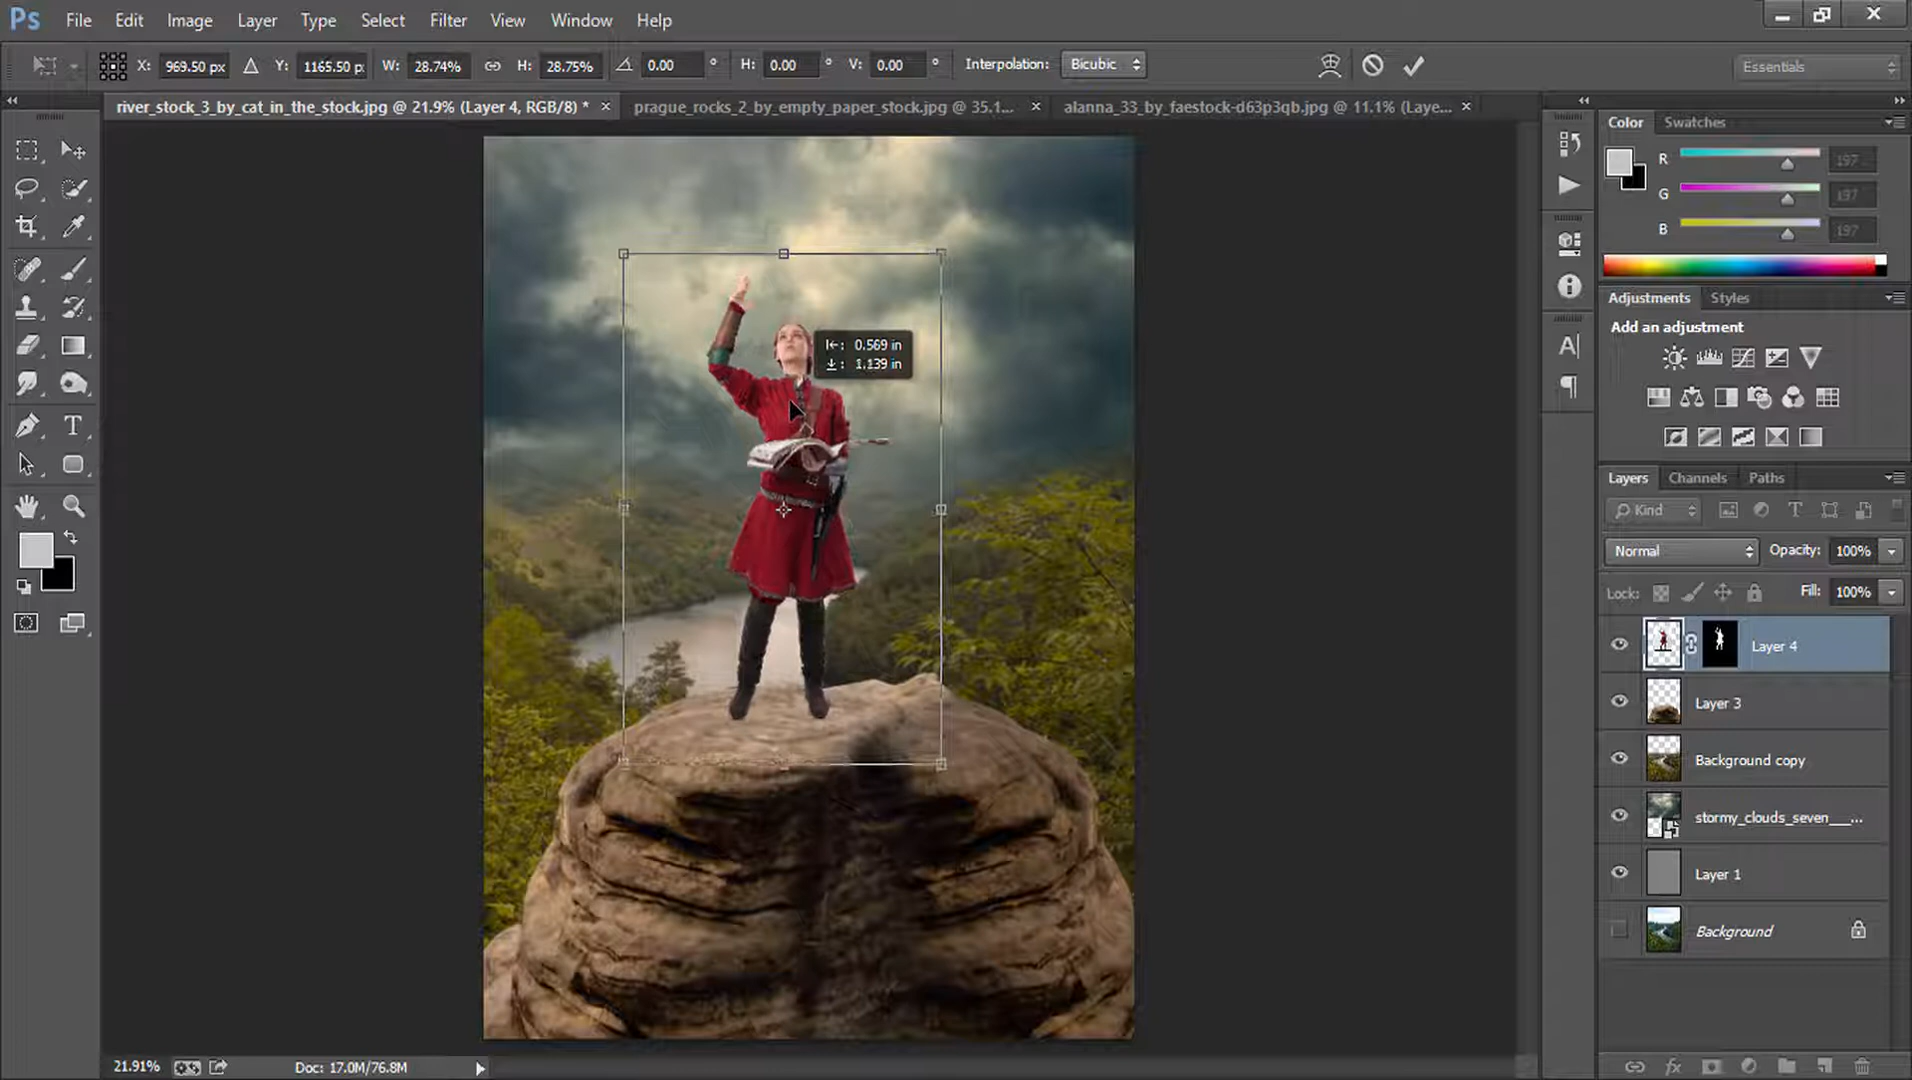 Ps File Edit Image Layer Type Select Filter View Window Help
X: 969.50 px Y: 1165.50 p W: 28.74% H: 28.75% 0.00 ° H: 0.00 ° V: 0.00 ° Interpolation: Bicubic Essentials
river_stock_3_by_cat_in_the_stock.jpg @ 21.9% (Layer 4, RGB/8) * × prague_rocks_2_by_empty_paper_stock.jpg @ 35.1... × alanna_33_by_faestock-d63p3qb.jpg @ 11.1% (Laye... ×
Color Swatches
R 197
G 197
B 197
Adjustments Styles
Add an adjustment
0.569 in
1.139 in
Layers Channels Paths
Kind
Normal Opacity: 100%
Lock: Fill: 100%
Layer 4
Layer 3
Background copy
stormy_clouds_seven___...
Layer 1
Background
21.91% Doc: 17.0M/76.8M